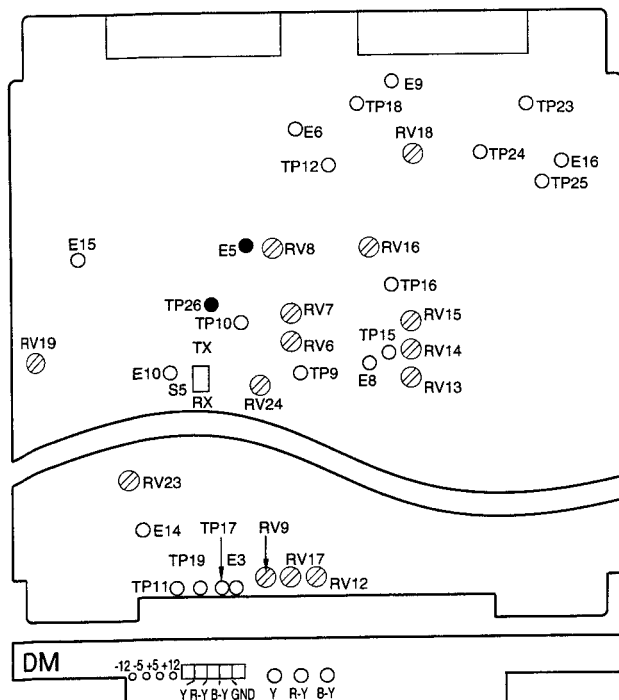 E9
TP18
TP23
E6
RV18
TP12
TP24
E16
TP25
E15
E5
RV8
RV16
TP16
TP26
RV7
RV15
TP10
RV19
TX
RV6
TP15
RV14
E10
TP9
E8
RV13
S5
RX
RV24
RV23
E14
TP17
RV9
TP19
E3
RV17
TP11
RV12
DM
-12 -5 +5 +12
Y R-Y B-Y GND
Y R-Y B-Y